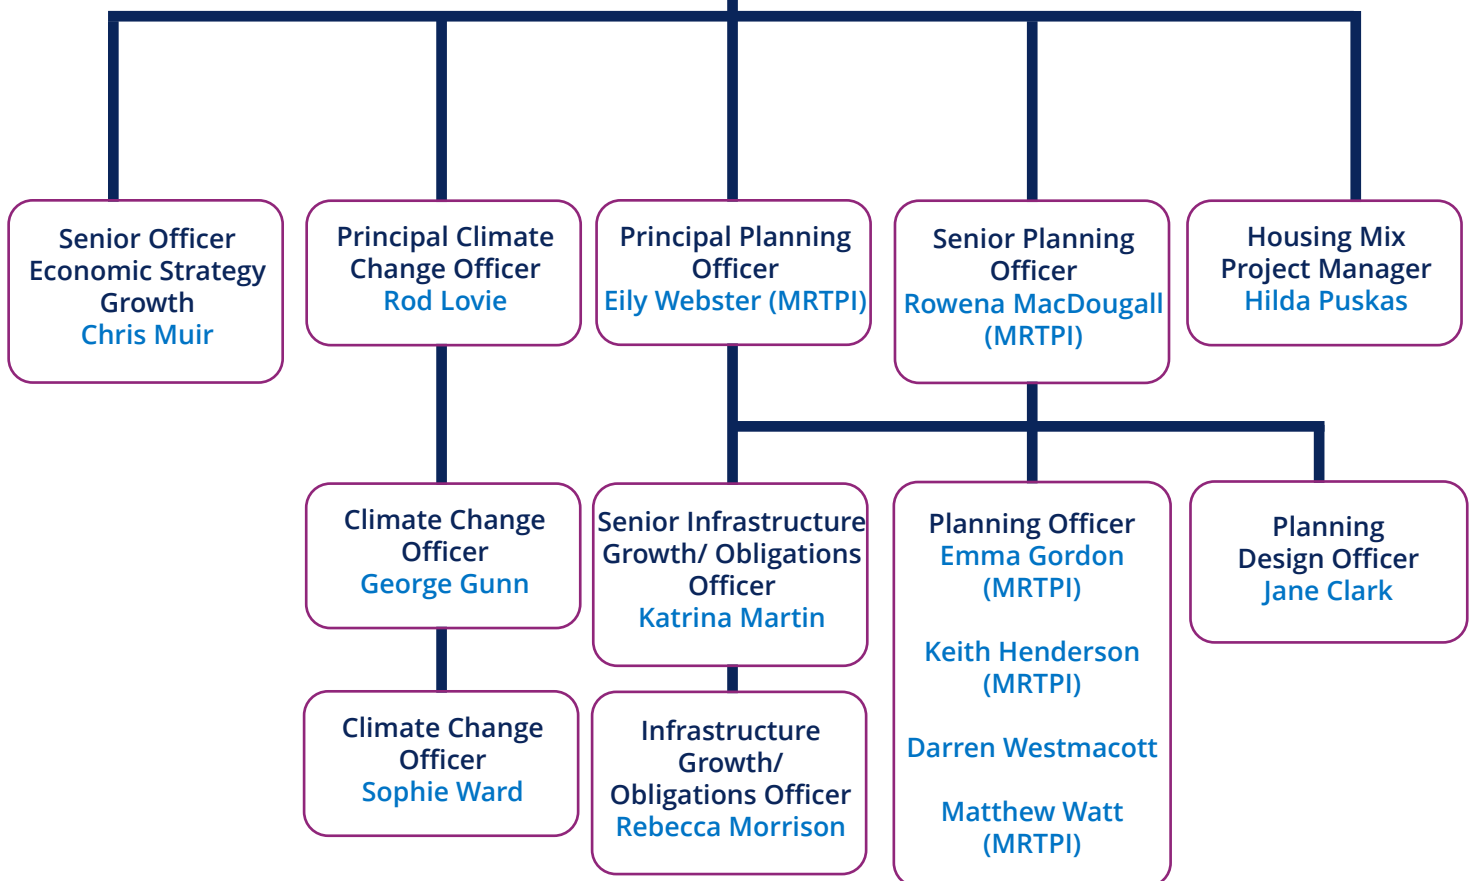 Senior Officer
Economic Strategy
Growth
Chris Muir
Principal Climate
Change Officer
Rod Lovie
Principal Planning
Officer
Eily Webster (MRTPI)
Senior Planning
Officer
Rowena MacDougall
(MRTPI)
Housing Mix
Project Manager
Hilda Puskas
Climate Change
Officer
George Gunn
Senior Infrastructure
Growth/ Obligations
Officer
Katrina Martin
Planning Officer
Emma Gordon
(MRTPI)
Keith Henderson
(MRTPI)
Darren Westmacott
Matthew Watt
(MRTPI)
Planning
Design Officer
Jane Clark
Climate Change
Officer
Sophie Ward
Infrastructure
Growth/
Obligations Officer
Rebecca Morrison